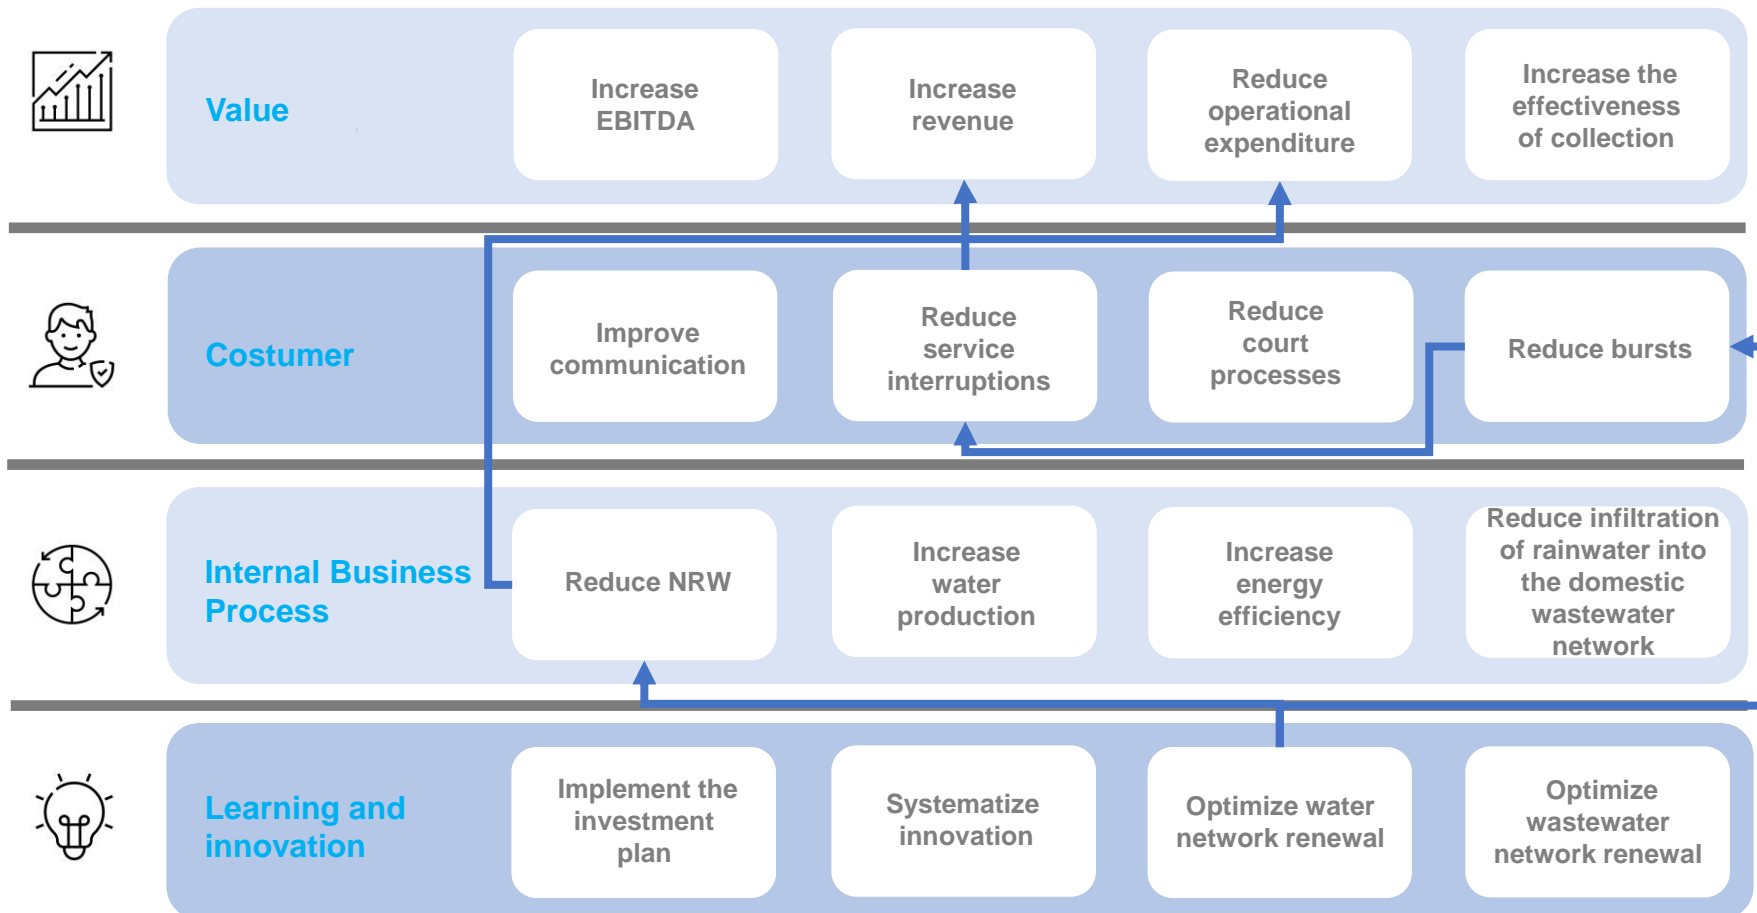 Value
Increase
EBITDA
Increase
revenue
Reduce
operational
expenditure
Increase the
effectiveness
of collection
Costumer
Improve
communication
Reduce
service
interruptions
Reduce
court
processes
Reduce bursts
Internal Business
Process
Reduce NRW
Increase
water
production
Increase
energy
efficiency
Reduce infiltration
of rainwater into
the domestic
wastewater
network
Learning and
innovation
Implement the
investment
plan
Systematize
innovation
Optimize water
network renewal
Optimize
wastewater
network renewal